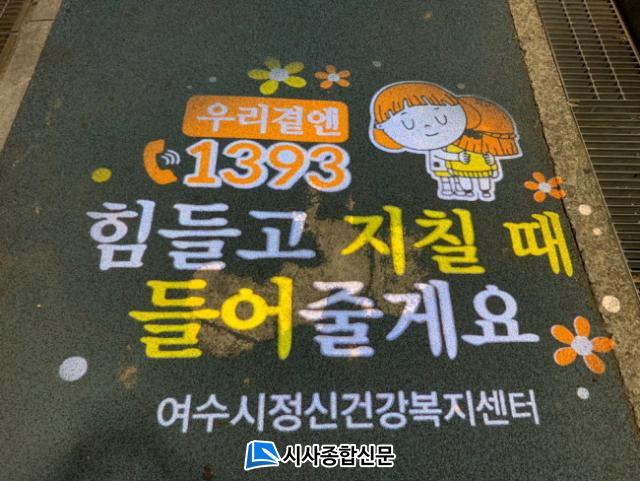 우리곁엔
1393
힘들고 지칠 때
들어줄게요
여수시정신건강복지센터
시사종합신문